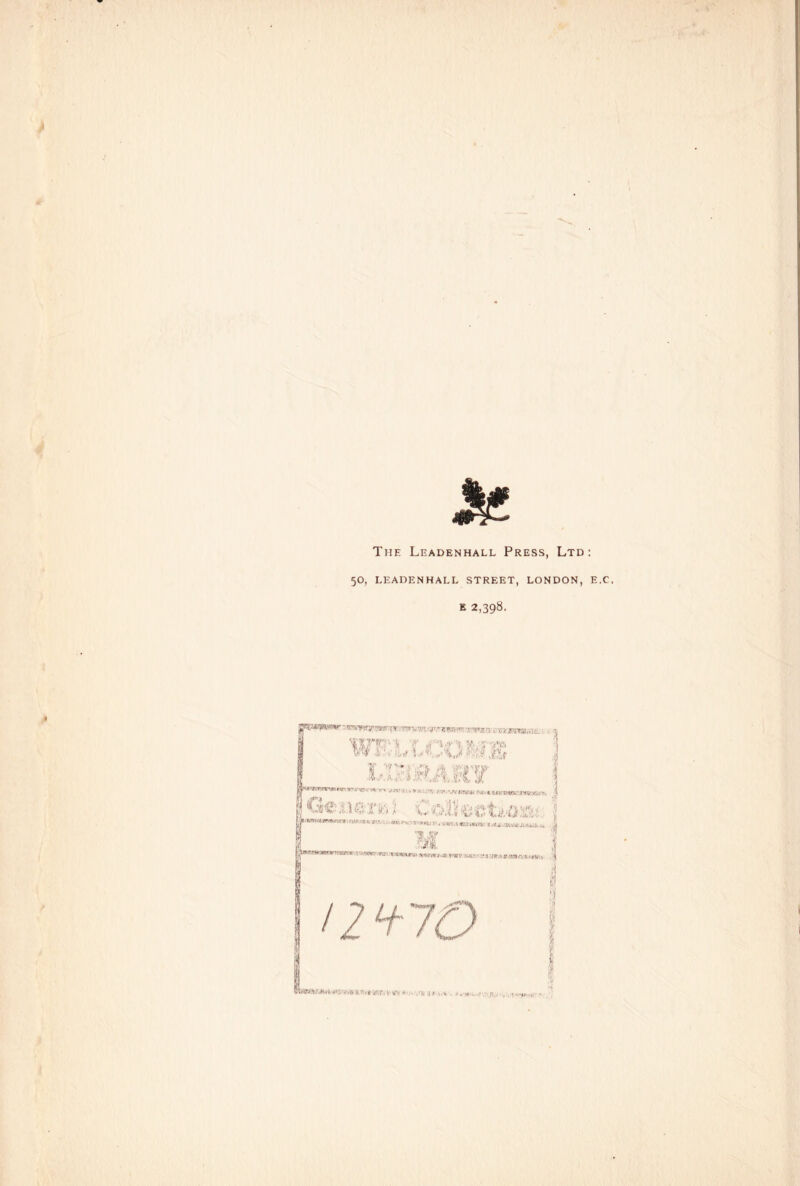 The Leadenhall Press, Ltd:
50, LEADENHALL STREET, LONDON, E.C.
E 2,398.
WELLCOME
LIBRARY
General Collections
M
12470